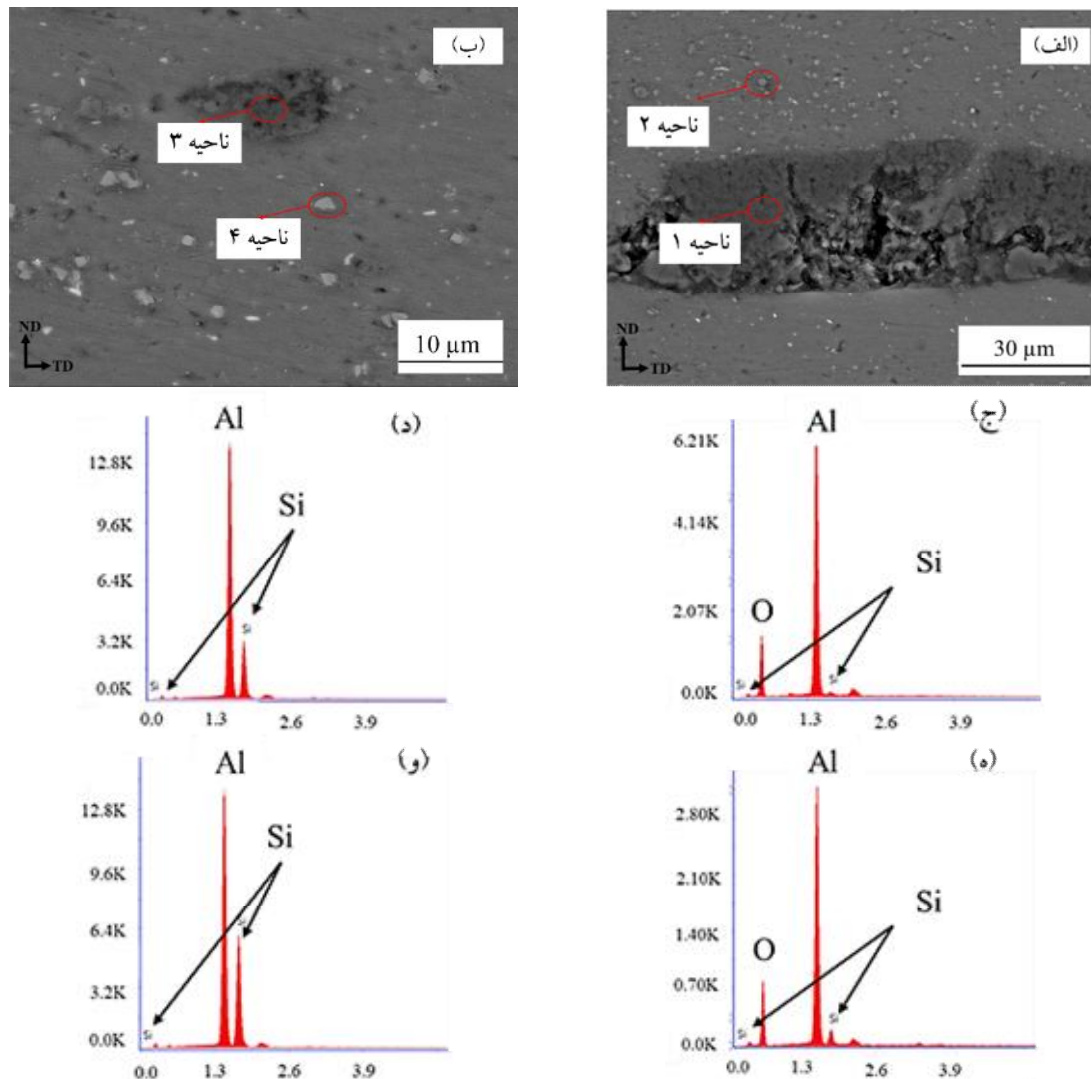 (الف)
ناحیه ۲
ناحیه ۱
ND
TD
30 µm
(ب)
ناحیه ۳
ناحیه ۴
ND
TD
10 µm
(ج)
Al
6.21K
4.14K
Si
2.07K
O
Si
Si
0.0K
0.0 1.3 2.6 3.9
(د)
Al
12.8K
Si
9.6K
6.4K
3.2K
Si
Si
0.0K
0.0 1.3 2.6 3.9
(ه)
Al
2.80K
2.10K
Si
1.40K
O
0.70K
Si
Si
0.0K
0.0 1.3 2.6 3.9
(و)
Al
12.8K
Si
9.6K
6.4K
3.2K
Si
0.0K
0.0 1.3 2.6 3.9